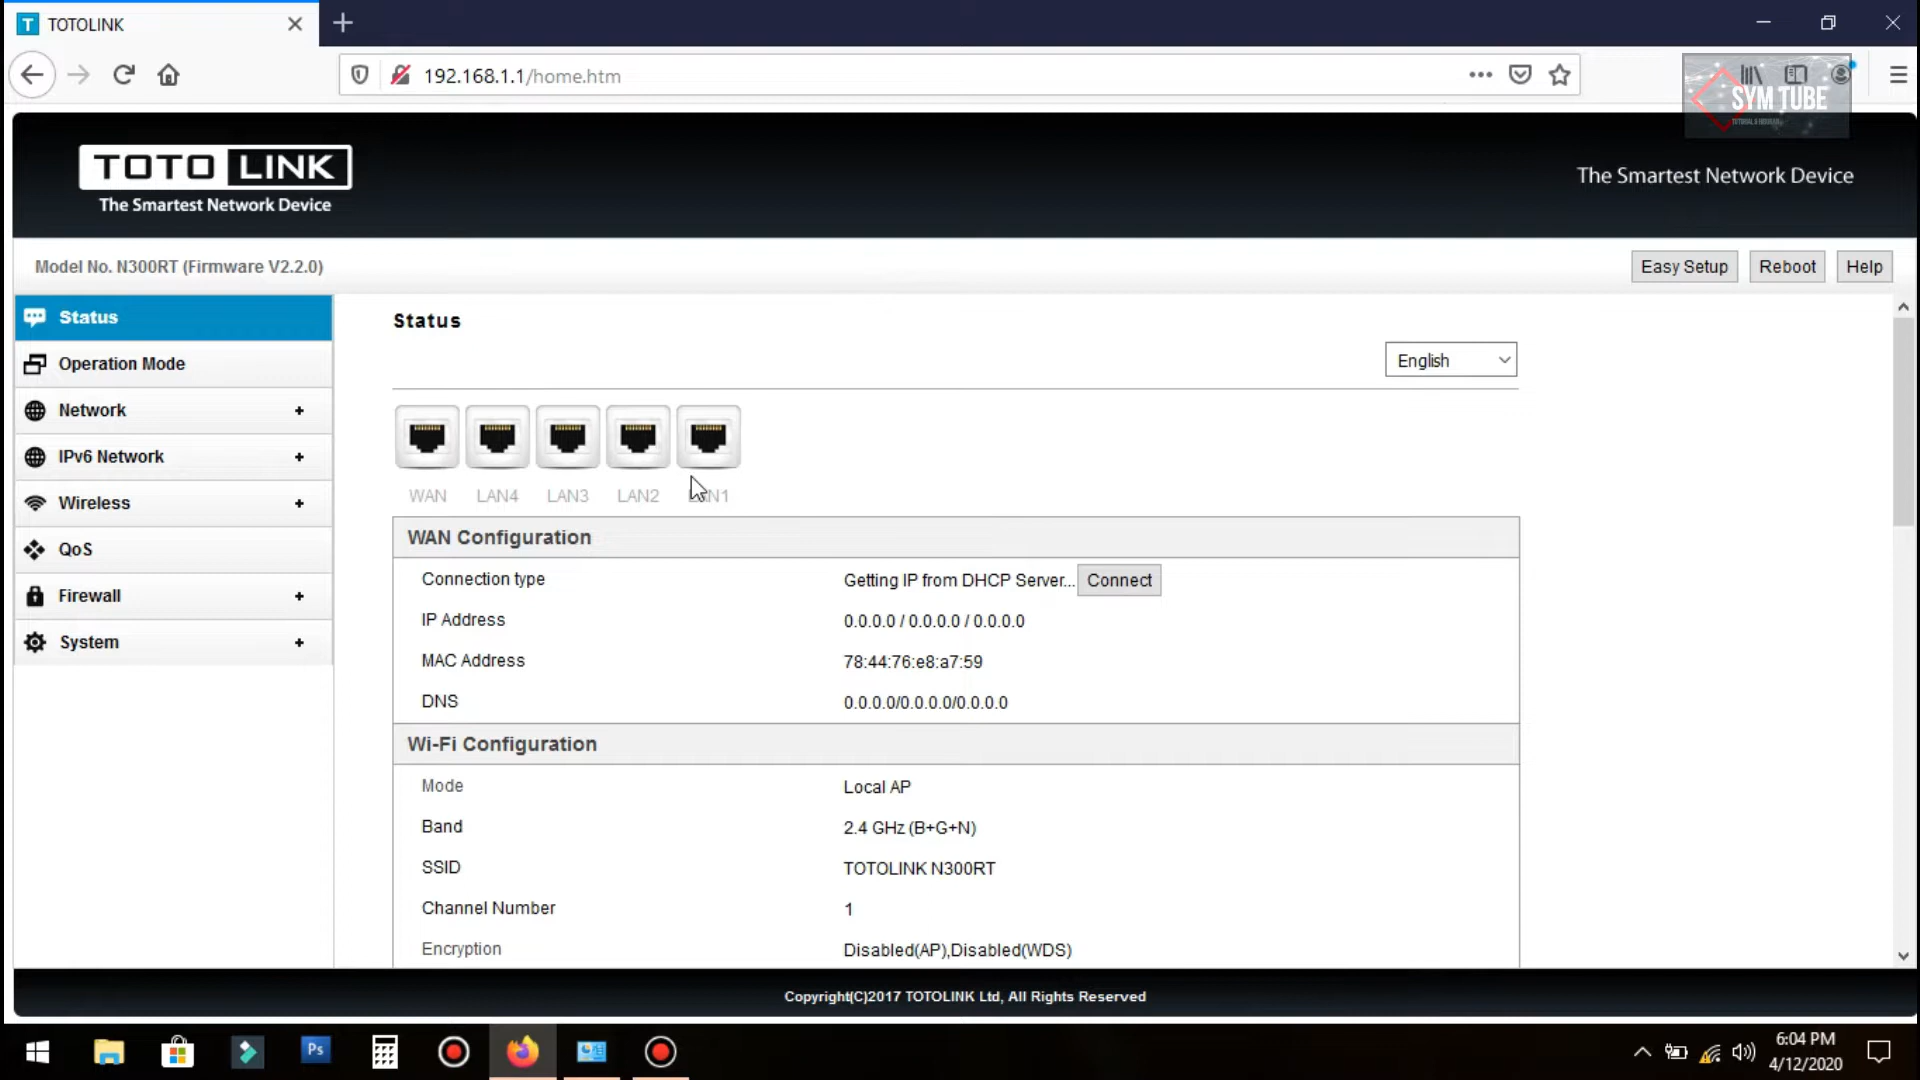 TOTOLINK
192.168.1.1/home.htm
SYM TUBE
TOTO LINK
The Smartest Network Device
The Smartest Network Device
Model No. N300RT (Firmware V2.2.0)
Easy Setup Reboot Help
Status
Operation Mode
Network +
IPv6 Network +
Wireless +
QoS
Firewall +
System +
Status
English
WAN LAN4 LAN3 LAN2 LAN1
WAN Configuration
Connection type Getting IP from DHCP Server... Connect
IP Address 0.0.0.0 / 0.0.0.0 / 0.0.0.0
MAC Address 78:44:76:e8:a7:59
DNS 0.0.0.0/0.0.0.0/0.0.0.0
Wi-Fi Configuration
Mode Local AP
Band 2.4 GHz (B+G+N)
SSID TOTOLINK N300RT
Channel Number 1
Encryption Disabled(AP),Disabled(WDS)
Copyright(C)2017 TOTOLINK Ltd, All Rights Reserved
Ps
6:04 PM
4/12/2020